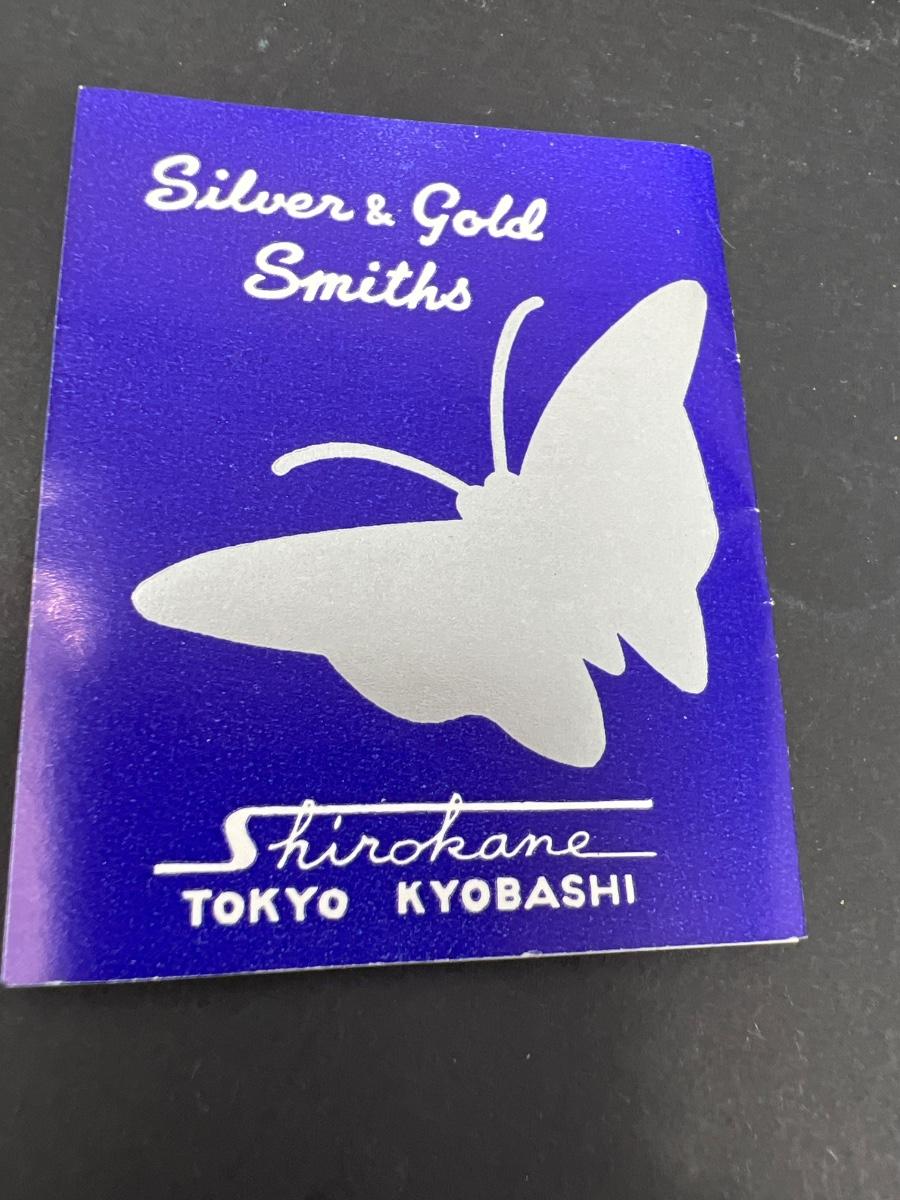 Silver & Gold
Smiths
Shirokane
TOKYO KYOBASHI